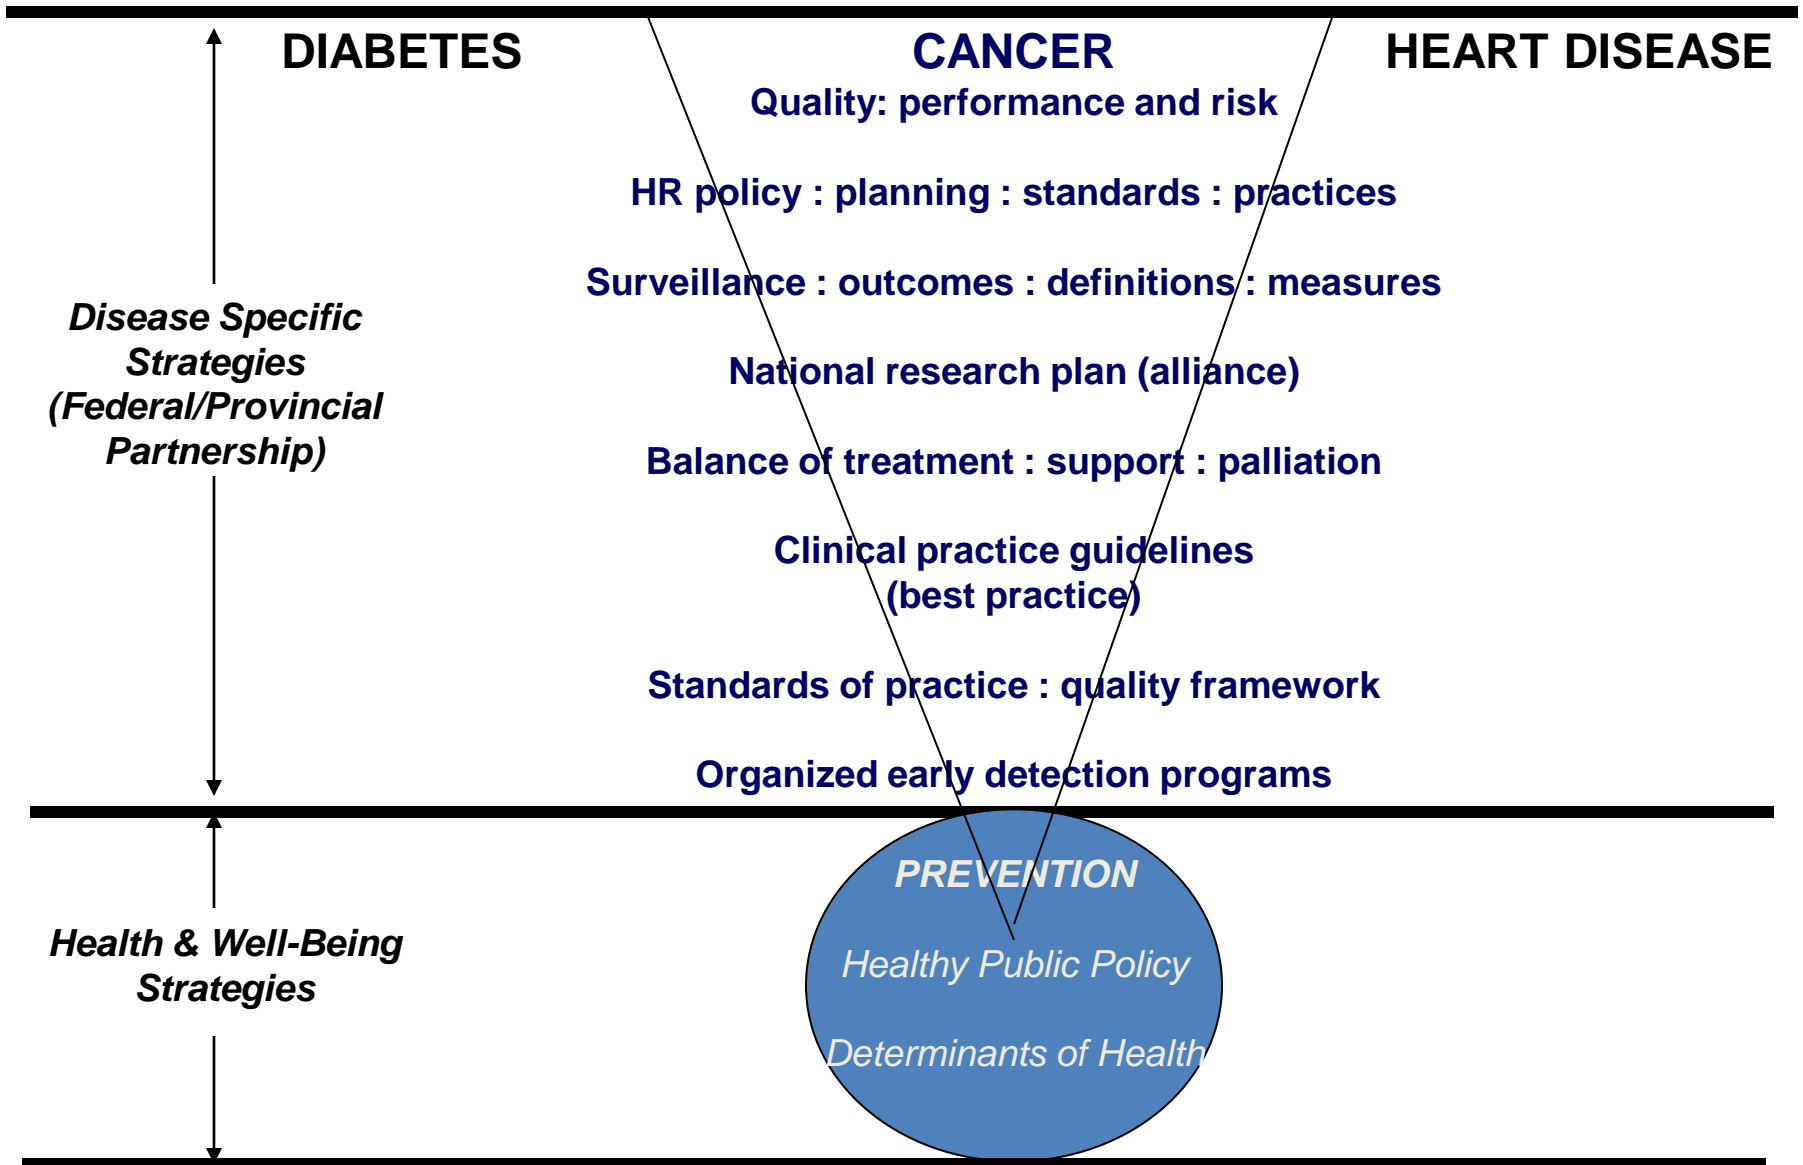 DIABETES
CANCER
HEART DISEASE
Quality: performance and risk
HR policy : planning : standards : practices
Surveillance : outcomes : definitions : measures
National research plan (alliance)
Balance of treatment : support : palliation
Clinical practice guidelines
(best practice)
Standards of practice : quality framework
Organized early detection programs
Disease Specific
Strategies
(Federal/Provincial
Partnership)
PREVENTION
Healthy Public Policy
Determinants of Health
Health & Well-Being
Strategies